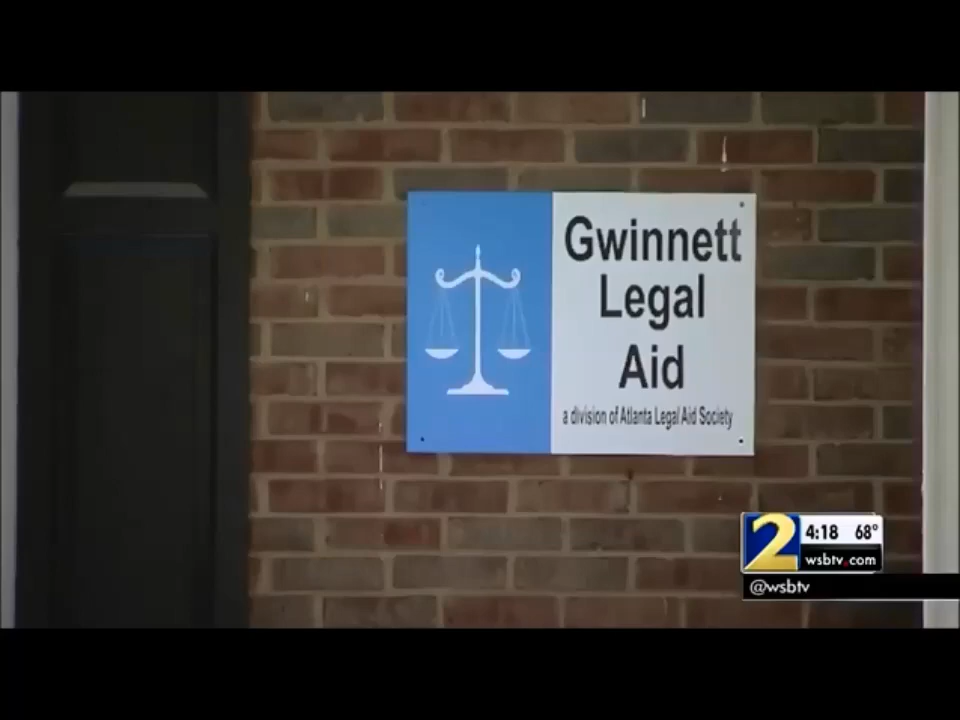 Gwinnett
Legal
Aid
a division of Atlanta Legal Aid Society
2
4:18 68°
wsbtv.com
@wsbtv